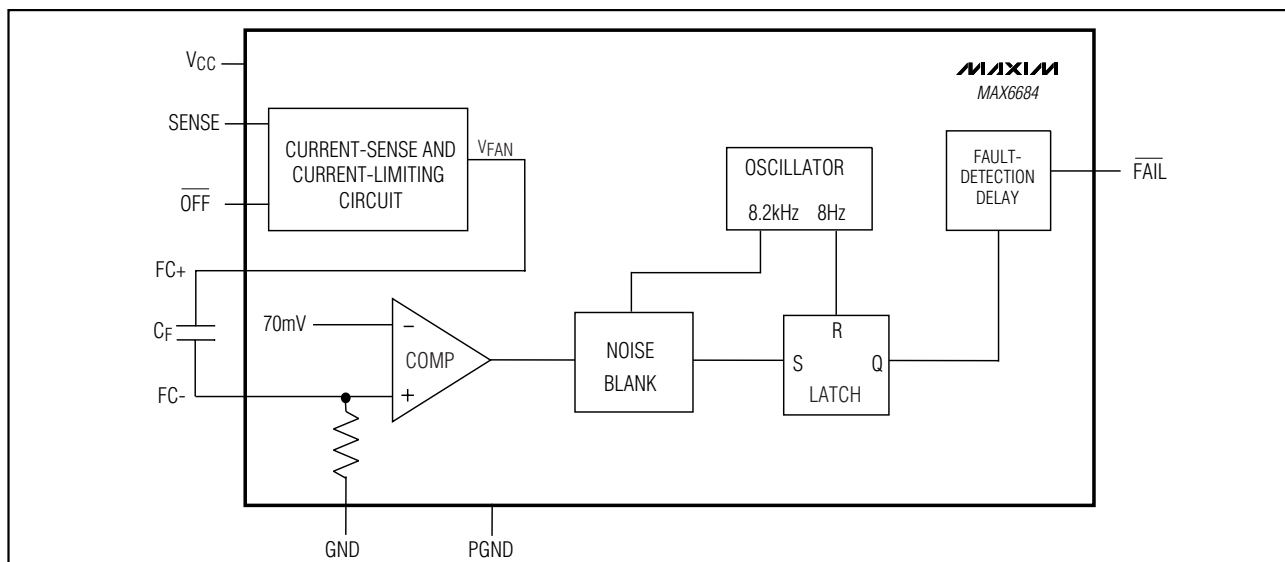 VCC
MAXIM
MAX6684
SENSE
CURRENT-SENSE AND
CURRENT-LIMITING
CIRCUIT
VFAN
OFF
OSCILLATOR
8.2kHz 8Hz
FAULT-
DETECTION
DELAY
FAIL
FC+
CF
FC-
70mV
−
COMP
+
NOISE
BLANK
R
S Q
LATCH
GND
PGND